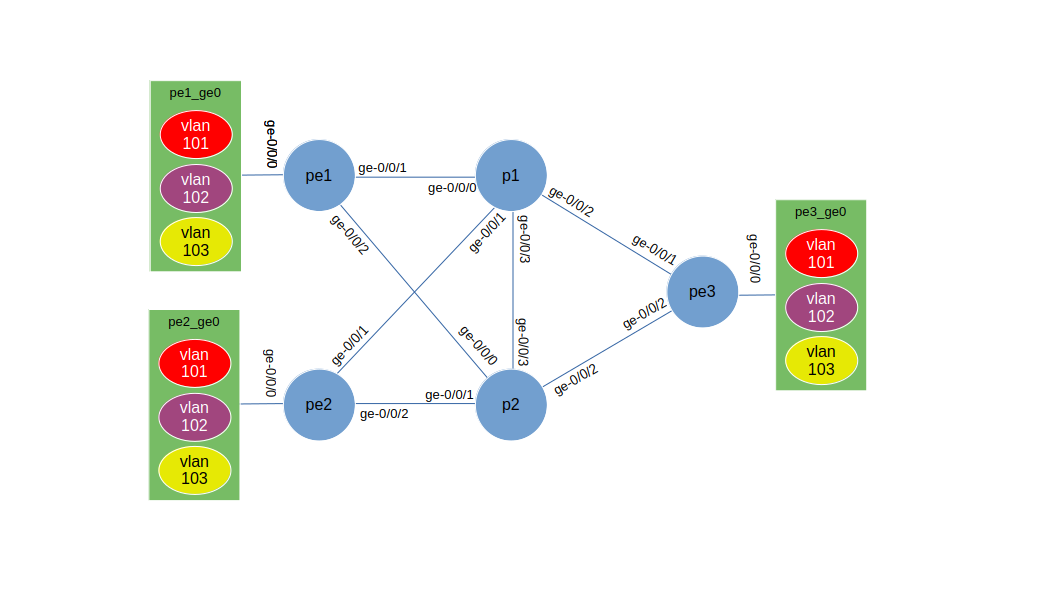 pe1_ge0
vlan
101
vlan
102
vlan
103
ge-0/0/0
pe1
ge-0/0/1
ge-0/0/2
ge-0/0/0
p1
ge-0/0/2
ge-0/0/1
ge-0/0/3
ge-0/0/1
pe3
ge-0/0/2
ge-0/0/0
pe3_ge0
vlan
101
vlan
102
vlan
103
pe2_ge0
vlan
101
vlan
102
vlan
103
ge-0/0/0
pe2
ge-0/0/1
ge-0/0/2
ge-0/0/0
ge-0/0/1
ge-0/0/3
p2
ge-0/0/2